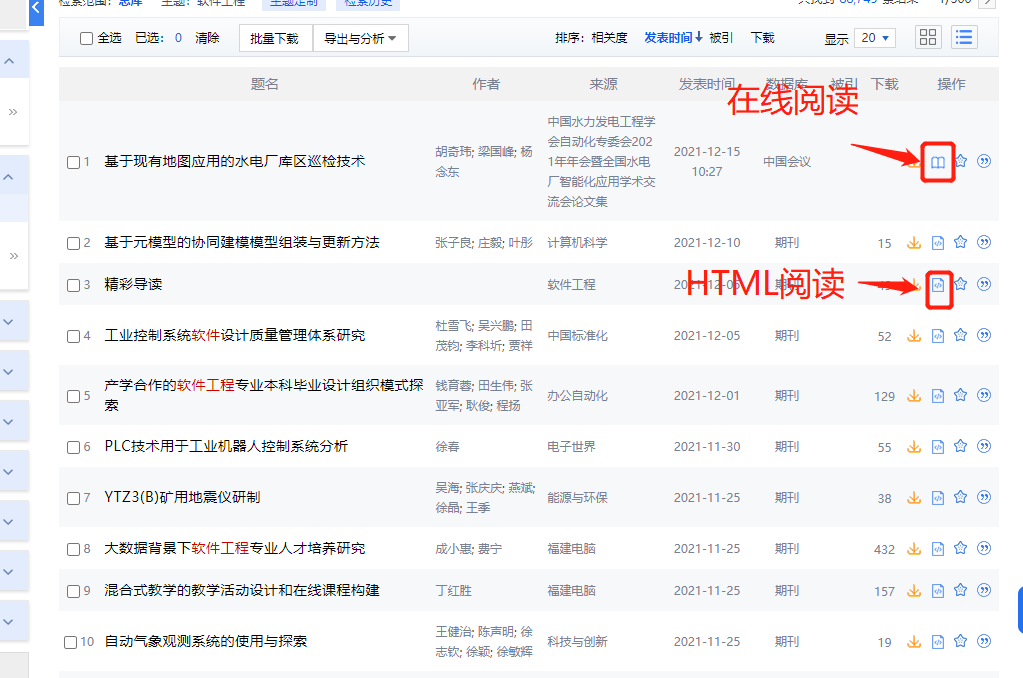 检索范围：总库 主题：软件工程 主题定制 检索历史 共找到 1/300
全选 已选： 0 清除 批量下载 导出与分析 排序： 相关度 发表时间 被引 下载 显示 20
题名 作者 来源 发表时间 数据库 被引 下载 操作
在线阅读
1 基于现有地图应用的水电厂库区巡检技术 胡奇玮; 梁国峰; 杨念东 中国水力发电工程学会自动化专委会2021年年会暨全国水电厂智能化应用学术交流会论文集 2021-12-15 10:27 中国会议
2 基于元模型的协同建模模型组装与更新方法 张子良; 庄毅; 叶彤 计算机科学 2021-12-10 期刊 15
3 精彩导读 软件工程 2021-12-05 期刊
HTML阅读
4 工业控制系统软件设计质量管理体系研究 杜雪飞; 吴兴鹏; 田茂钧; 李科圻; 贾祥 中国标准化 2021-12-05 期刊 52
5 产学合作的软件工程专业本科毕业设计组织模式探索 钱育蓉; 田生伟; 张亚军; 耿俊; 程扬 办公自动化 2021-12-01 期刊 129
6 PLC技术用于工业机器人控制系统分析 徐春 电子世界 2021-11-30 期刊 55
7 YTZ3(B)矿用地震仪研制 吴海; 张庆庆; 燕斌; 徐晶; 王季 能源与环保 2021-11-25 期刊 38
8 大数据背景下软件工程专业人才培养研究 成小惠; 费宁 福建电脑 2021-11-25 期刊 432
9 混合式教学的教学活动设计和在线课程构建 丁红胜 福建电脑 2021-11-25 期刊 157
10 自动气象观测系统的使用与探索 王健治; 陈声明; 徐志钦; 徐颖; 徐敏辉 科技与创新 2021-11-25 期刊 19